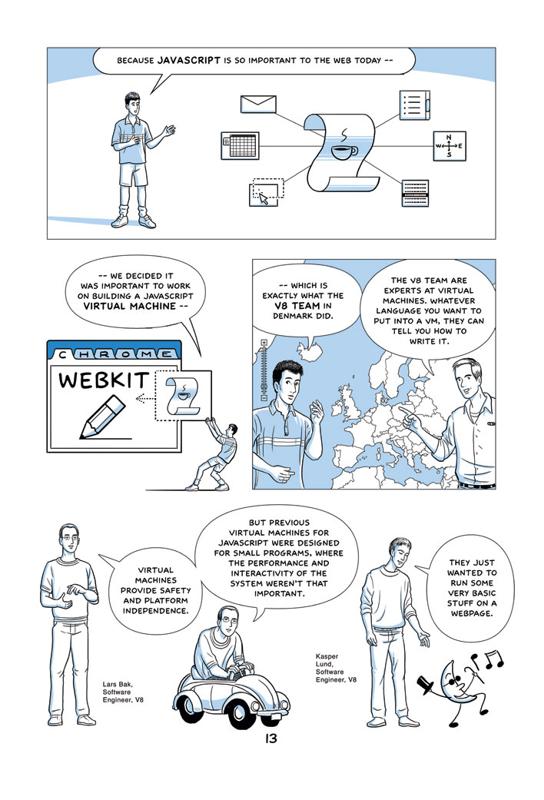 BECAUSE JAVASCRIPT IS SO IMPORTANT TO THE WEB TODAY --
N
W E
S
-- WE DECIDED IT
WAS IMPORTANT TO WORK
ON BUILDING A JAVASCRIPT
VIRTUAL MACHINE --
CHROME
WEBKIT
-- WHICH IS
EXACTLY WHAT THE
V8 TEAM IN
DENMARK DID.
THE V8 TEAM ARE
EXPERTS AT VIRTUAL
MACHINES. WHATEVER
LANGUAGE YOU WANT TO
PUT INTO A VM, THEY CAN
TELL YOU HOW TO
WRITE IT.
VIRTUAL
MACHINES
PROVIDE SAFETY
AND PLATFORM
INDEPENDENCE.
Lars Bak,
Software
Engineer, V8
BUT PREVIOUS
VIRTUAL MACHINES FOR
JAVASCRIPT WERE DESIGNED
FOR SMALL PROGRAMS, WHERE
THE PERFORMANCE AND
INTERACTIVITY OF THE
SYSTEM WEREN'T THAT
IMPORTANT.
Kasper
Lund,
Software
Engineer, V8
THEY JUST
WANTED TO
RUN SOME
VERY BASIC
STUFF ON A
WEBPAGE.
13